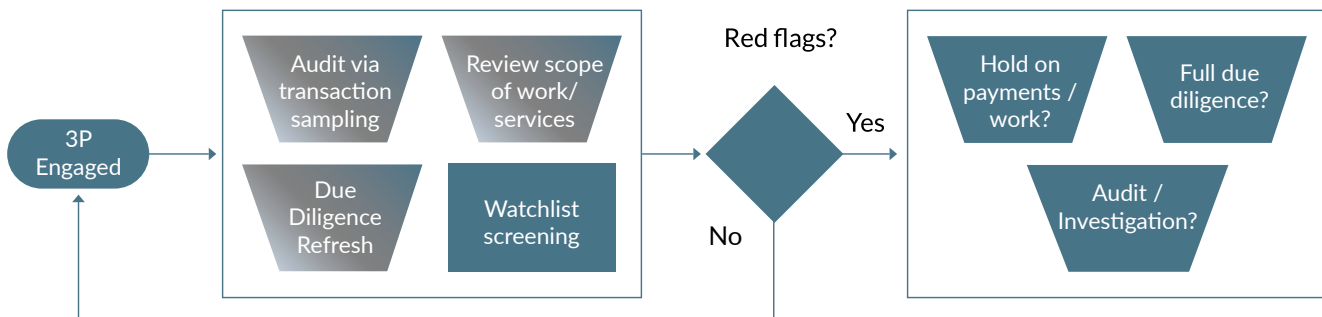 3P
Engaged
Audit via
transaction
sampling
Review scope
of work/
services
Due
Diligence
Refresh
Watchlist
screening
Red flags?
Yes
No
Hold on
payments /
work?
Full due
diligence?
Audit /
Investigation?